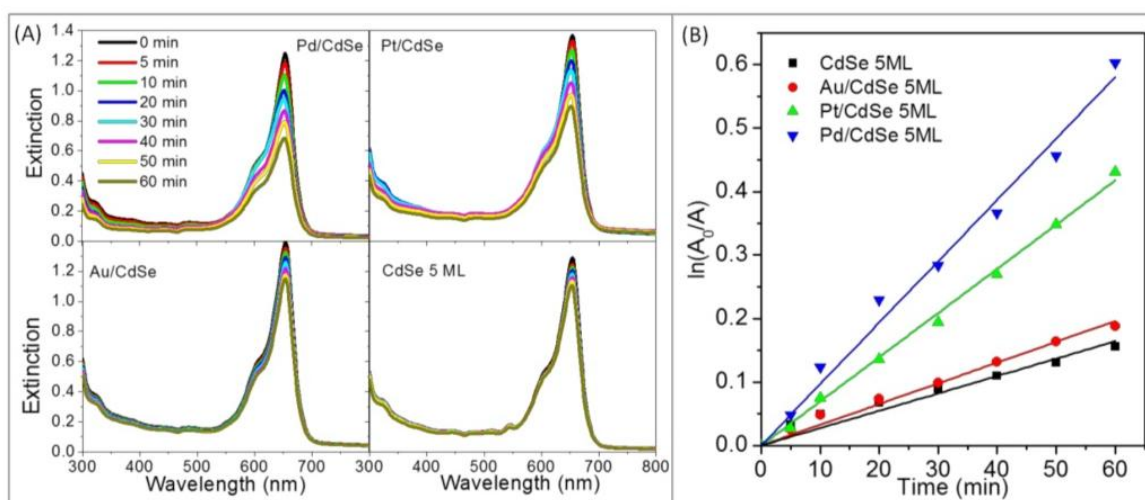 (A)
Extinction
1.4
1.2
1.0
0.8
0.6
0.4
0.2
0.0
0 min
5 min
10 min
20 min
30 min
40 min
50 min
60 min
Pd/CdSe
Pt/CdSe
Extinction
1.2
1.0
0.8
0.6
0.4
0.2
0.0
Au/CdSe
CdSe 5 ML
300 400 500 600 700 300 400 500 600 700 800
Wavelength (nm) Wavelength (nm)
(B)
ln(A0/A)
0.6
0.5
0.4
0.3
0.2
0.1
0.0
CdSe 5ML
Au/CdSe 5ML
Pt/CdSe 5ML
Pd/CdSe 5ML
0 10 20 30 40 50 60
Time (min)